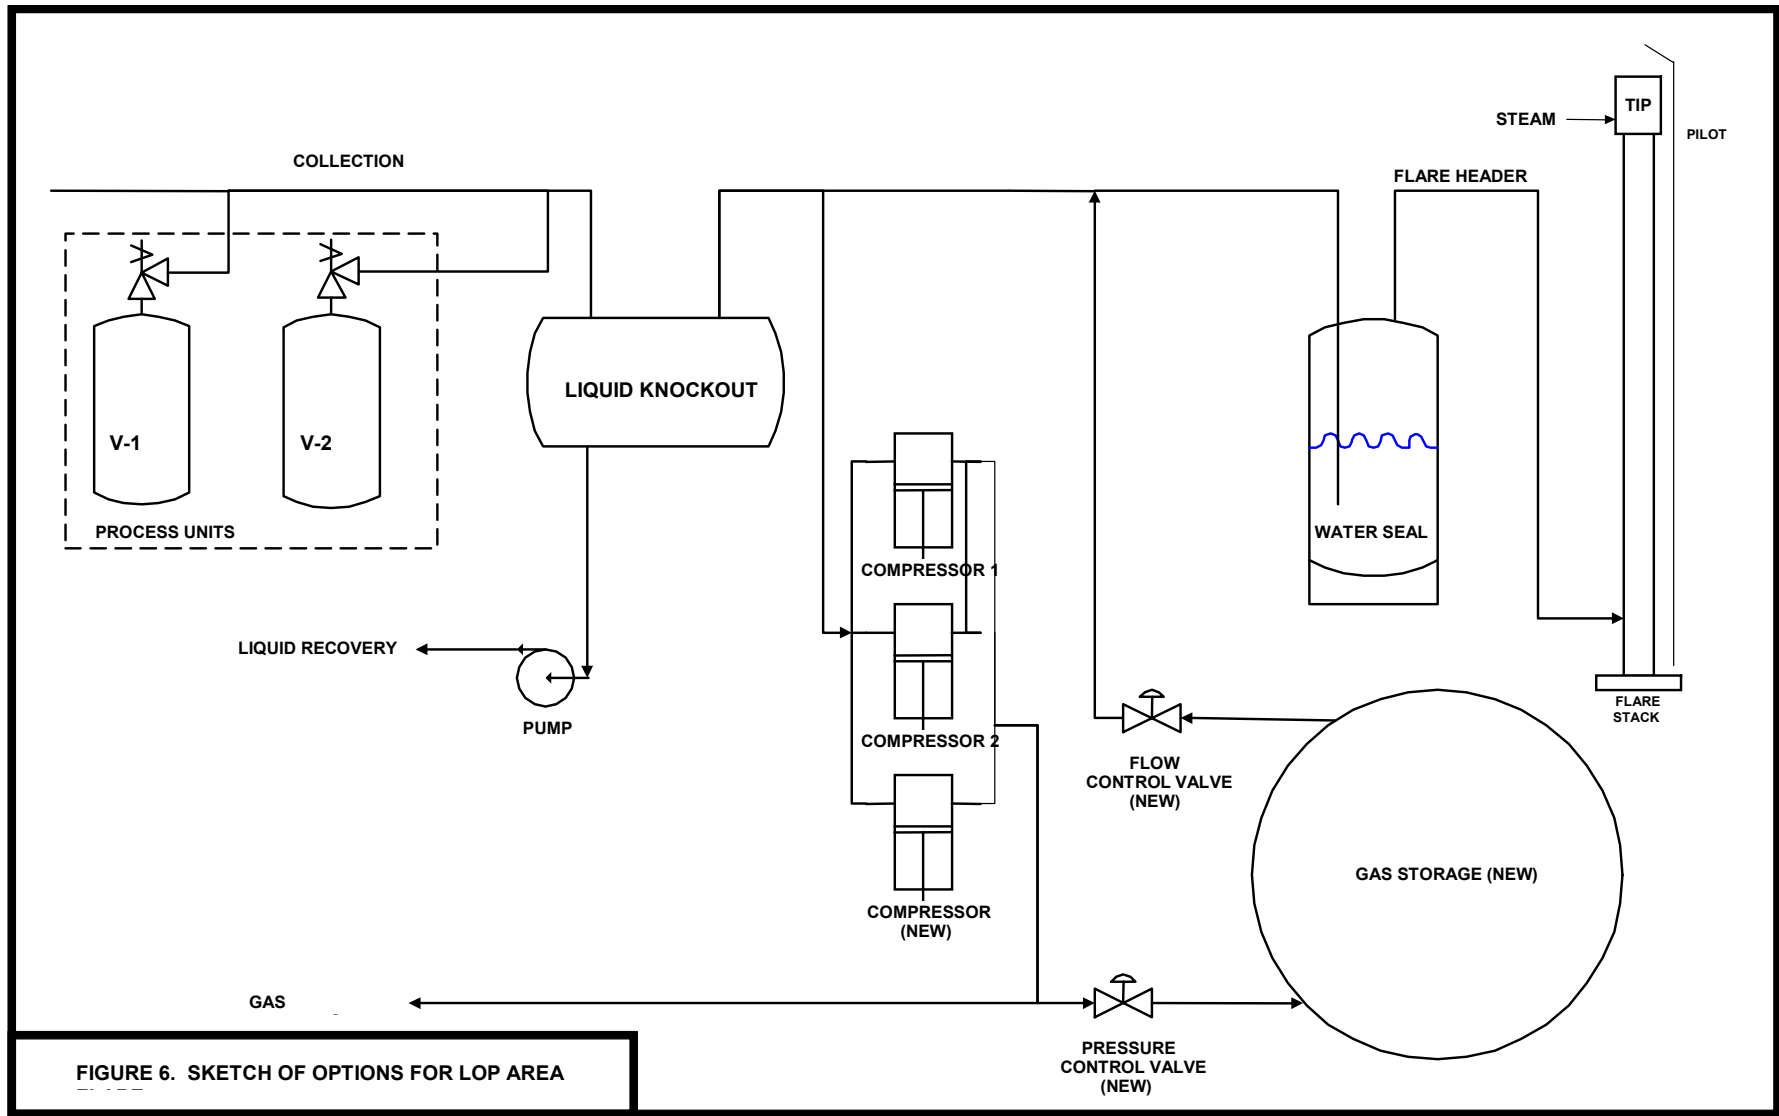 COLLECTION
STEAM
TIP
PILOT
FLARE HEADER
LIQUID KNOCKOUT
V-1
V-2
PROCESS UNITS
WATER SEAL
COMPRESSOR 1
LIQUID RECOVERY
PUMP
COMPRESSOR 2
FLARE
STACK
FLOW
CONTROL VALVE
(NEW)
GAS STORAGE (NEW)
COMPRESSOR
(NEW)
GAS
PRESSURE
CONTROL VALVE
(NEW)
FIGURE 6.  SKETCH OF OPTIONS FOR LOP AREA